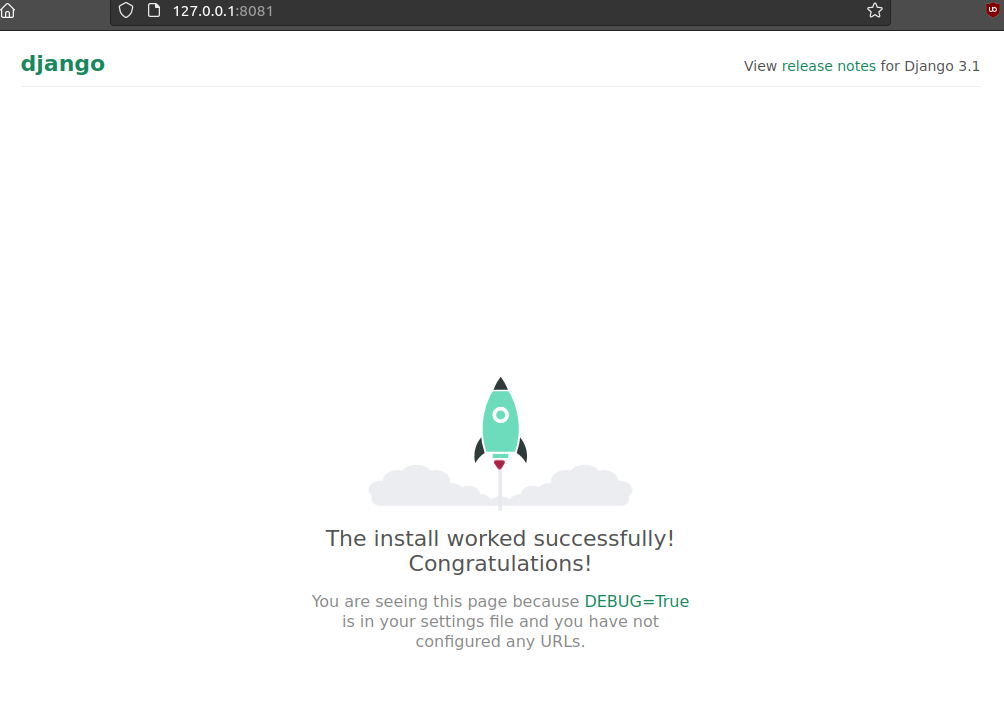 127.0.0.1:8081
django
View release notes for Django 3.1
The install worked successfully!
Congratulations!
You are seeing this page because DEBUG=True
is in your settings file and you have not
configured any URLs.